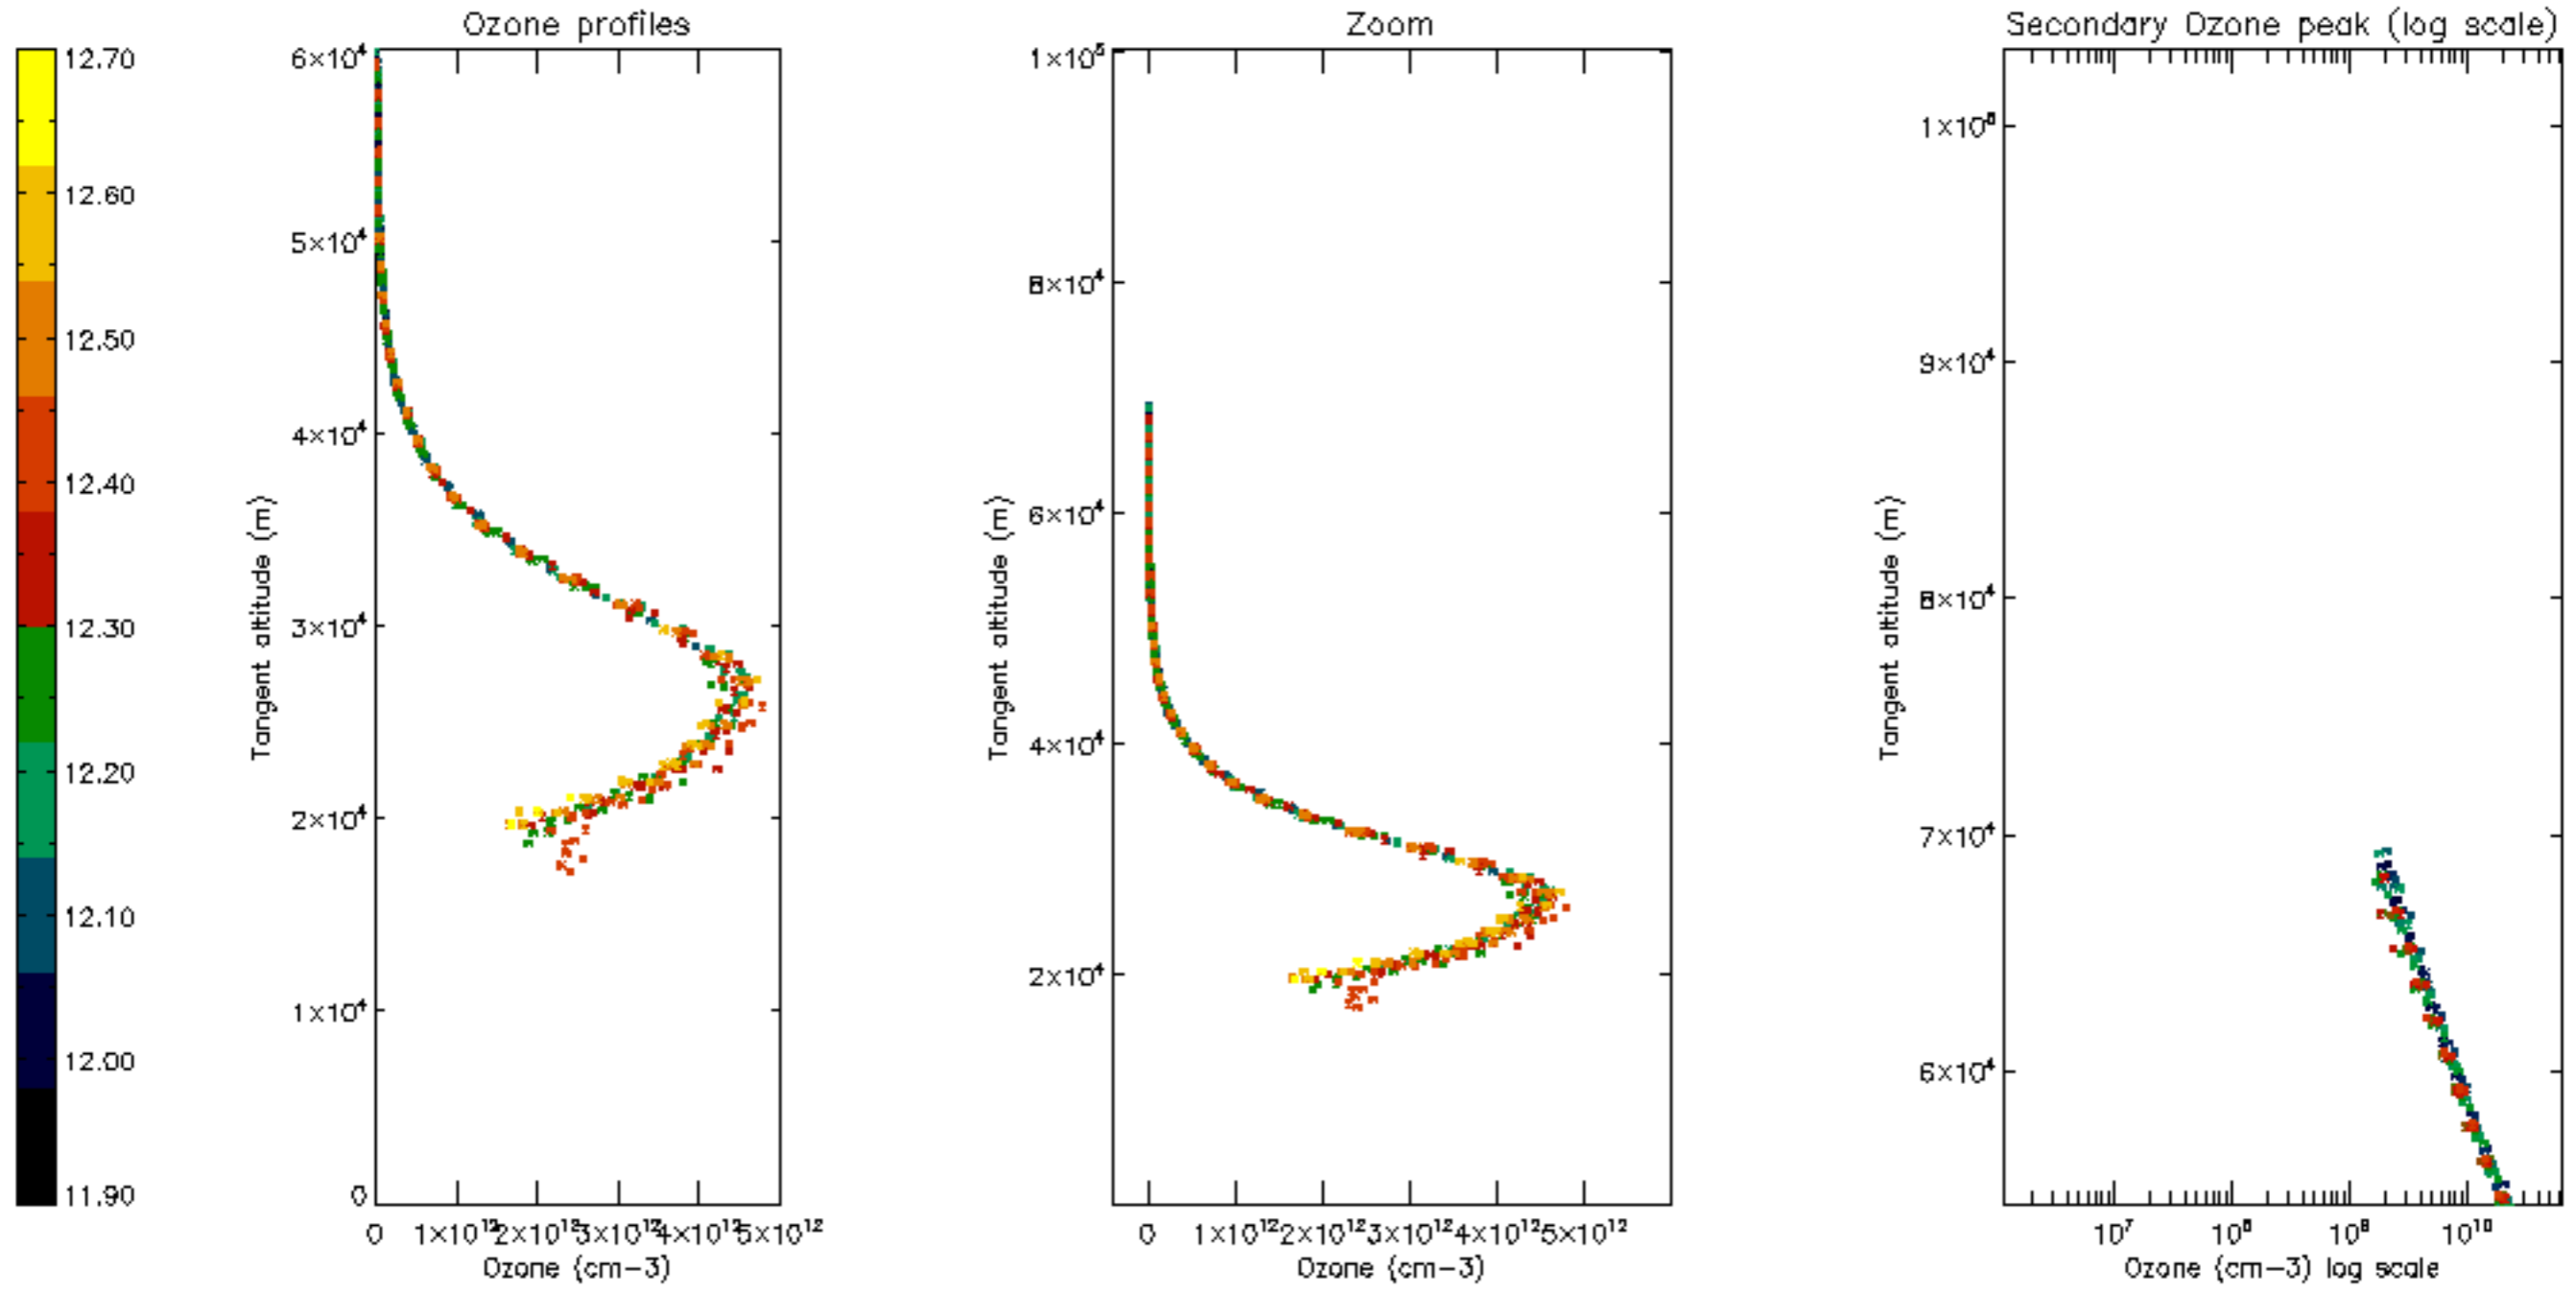 Ozone profiles
Zoom
Secondary Ozone peak (log scale)
12.70
12.60
12.50
12.40
12.30
12.20
12.10
12.00
11.90
6×10⁴
5×10⁴
4×10⁴
3×10⁴
2×10⁴
1×10⁴
0
Tangent altitude (m)
0 1×10¹² 2×10¹² 3×10¹² 4×10¹² 5×10¹²
Ozone (cm-3)
1×10⁵
8×10⁴
6×10⁴
4×10⁴
2×10⁴
Tangent altitude (m)
0 1×10¹² 2×10¹² 3×10¹² 4×10¹² 5×10¹²
Ozone (cm-3)
1×10⁵
9×10⁴
8×10⁴
7×10⁴
6×10⁴
Tangent altitude (m)
10⁷ 10⁸ 10⁹ 10¹⁰
Ozone (cm-3) log scale